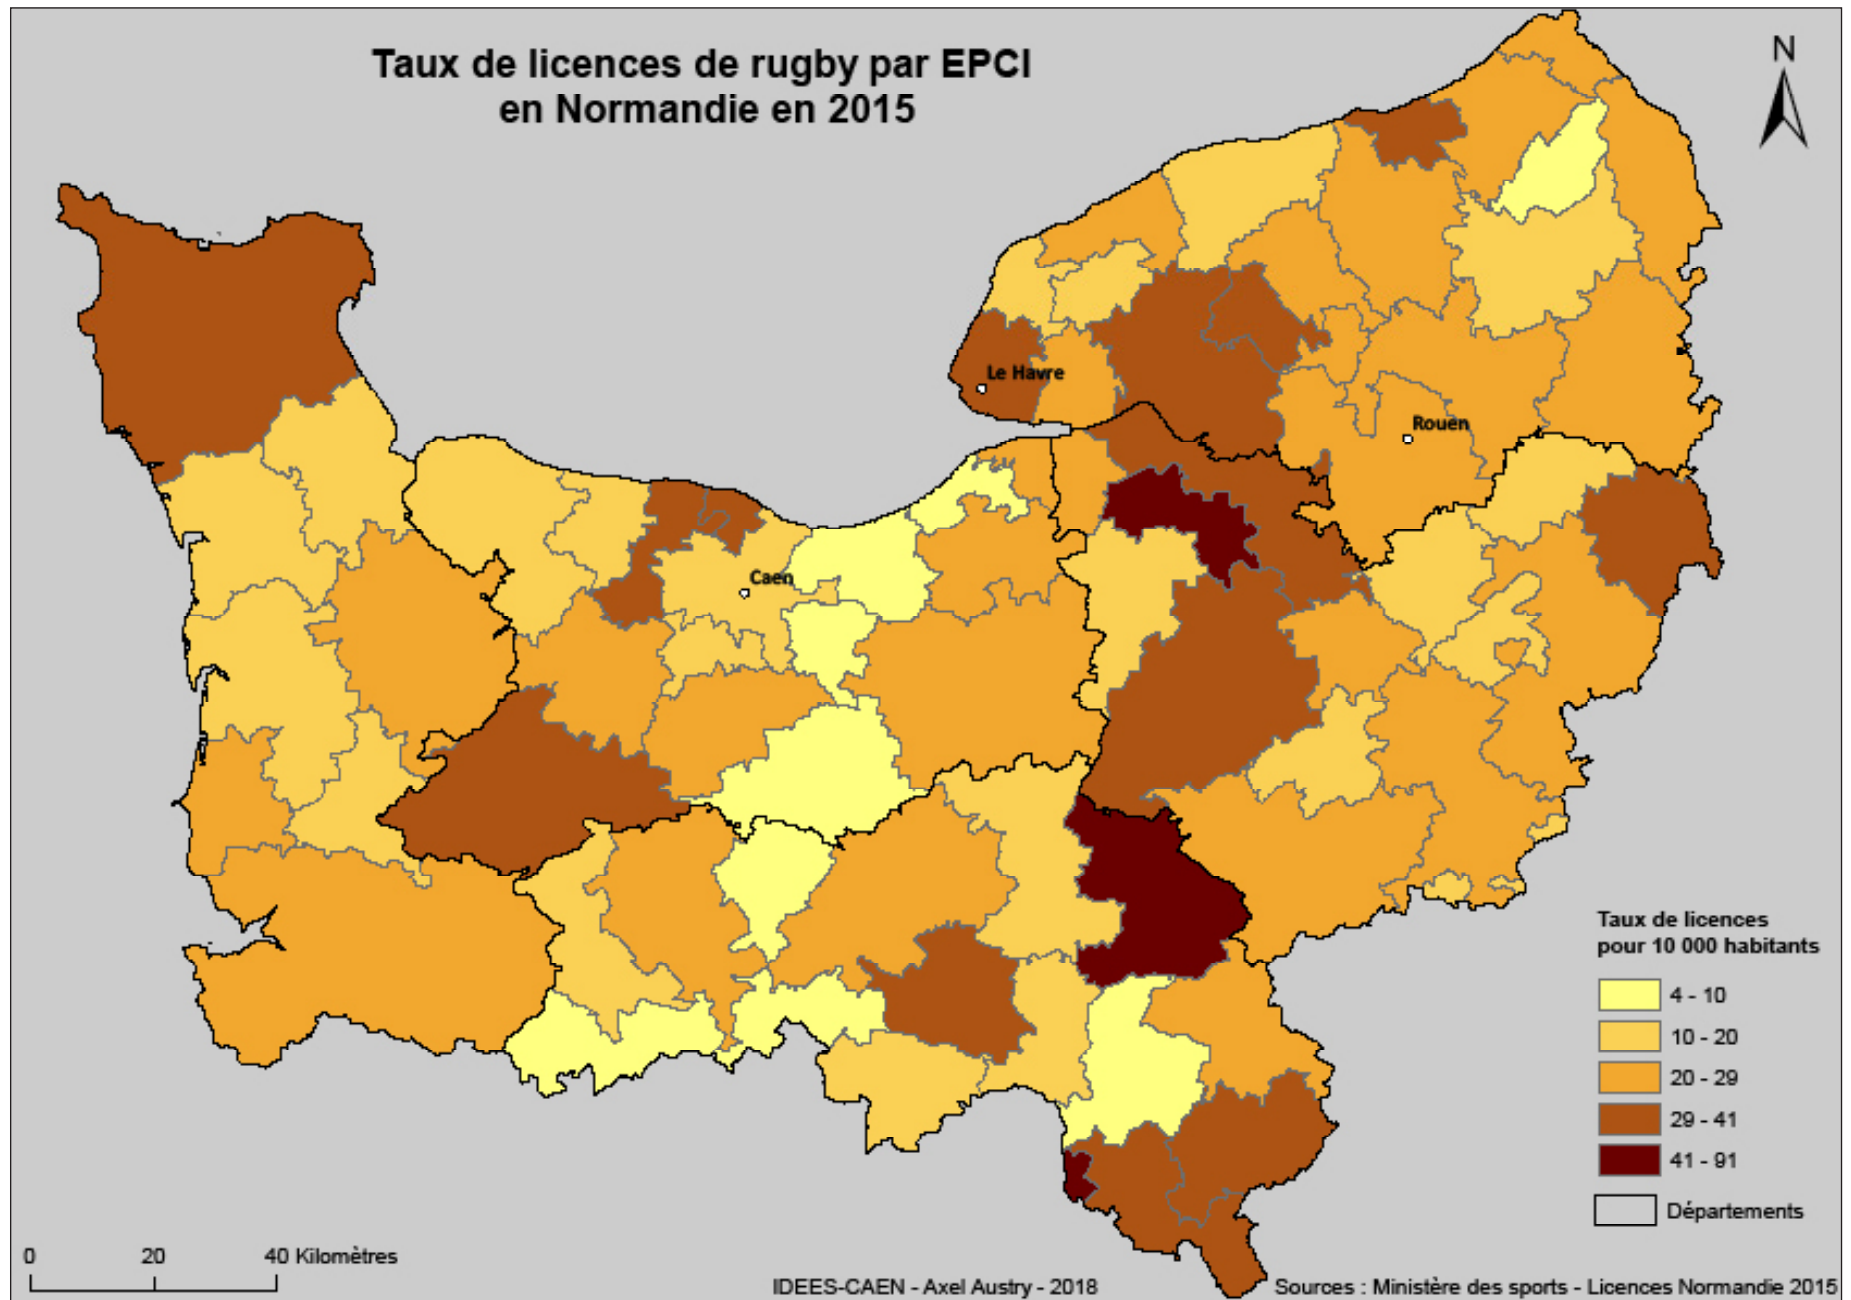 Taux de licences de rugby par EPCI
en Normandie en 2015
N
Le Havre
Rouen
Caen
Taux de licences
pour 10 000 habitants
4 - 10
10 - 20
20 - 29
29 - 41
41 - 91
Départements
0 20 40 Kilomètres
IDEES-CAEN - Axel Austry - 2018
Sources : Ministère des sports - Licences Normandie 2015